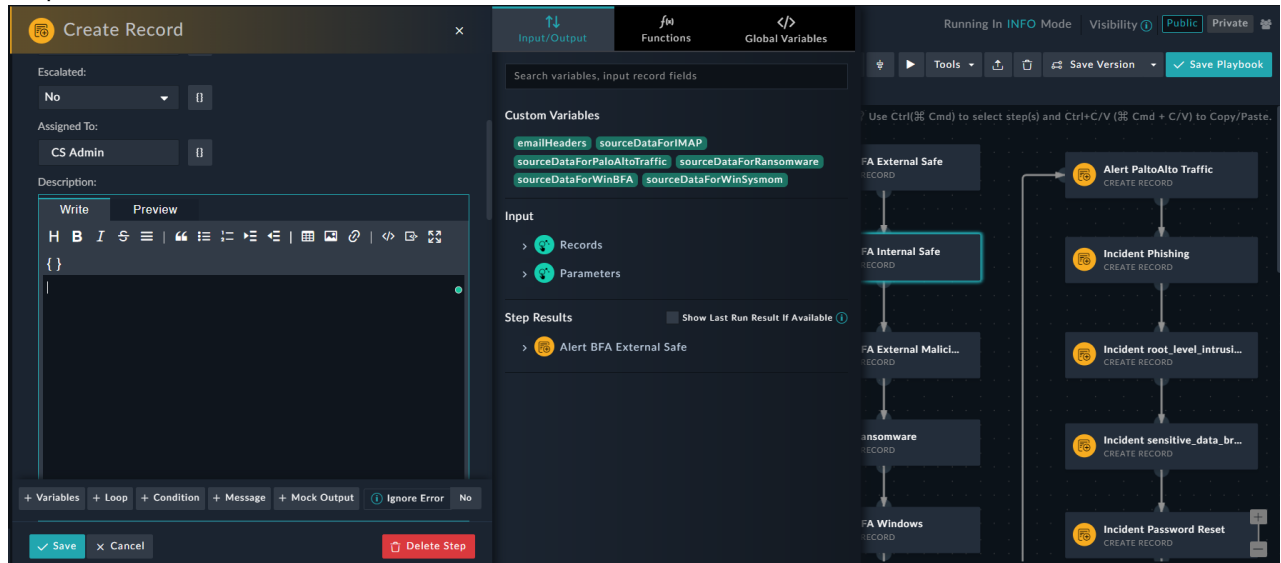 Create Record
×
Escalated:
No
{}
Assigned To:
CS Admin
{}
Description:
Write Preview
H B I S
{ }
+ Variables + Loop + Condition + Message + Mock Output Ignore Error No
Save × Cancel Delete Step
Input/Output
Functions
Global Variables
Search variables, input record fields
Custom Variables
emailHeaders sourceDataForIMAP
sourceDataForPaloAltoTraffic sourceDataForRansomware
sourceDataForWinBFA sourceDataForWinSysmom
Input
> Records
> Parameters
Step Results Show Last Run Result If Available
> Alert BFA External Safe
Running In INFO Mode Visibility Public Private
Tools Save Version Save Playbook
Use Ctrl(⌘ Cmd) to select step(s) and Ctrl+C/V (⌘ Cmd + C/V) to Copy/Paste.
FA External Safe
RECORD
FA Internal Safe
RECORD
FA External Malici...
RECORD
ansomware
RECORD
FA Windows
RECORD
Alert PaltoAlto Traffic
CREATE RECORD
Incident Phishing
CREATE RECORD
Incident root_level_intrusi...
CREATE RECORD
Incident sensitive_data_br...
CREATE RECORD
Incident Password Reset
CREATE RECORD